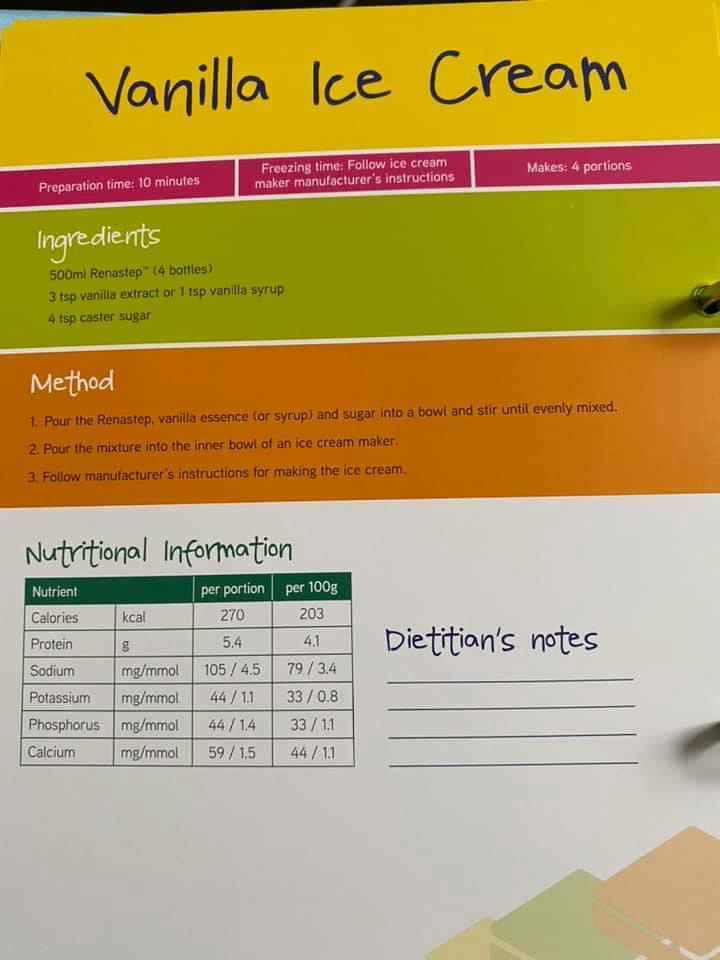 Vanilla Ice Cream
Preparation time: 10 minutes
Freezing time: Follow ice cream
maker manufacturer's instructions
Makes: 4 portions
Ingredients
500ml Renastep™ (4 bottles)
3 tsp vanilla extract or 1 tsp vanilla syrup
4 tsp caster sugar
Method
1. Pour the Renastep, vanilla essence (or syrup) and sugar into a bowl and stir until evenly mixed.
2. Pour the mixture into the inner bowl of an ice cream maker.
3. Follow manufacturer's instructions for making the ice cream.
Nutritional Information
Nutrient per portion per 100g
Calories kcal 270 203
Protein g 5.4 4.1
Sodium mg/mmol 105 / 4.5 79 / 3.4
Potassium mg/mmol 44 / 1.1 33 / 0.8
Phosphorus mg/mmol 44 / 1.4 33 / 1.1
Calcium mg/mmol 59 / 1.5 44 / 1.1
Dietitian's notes